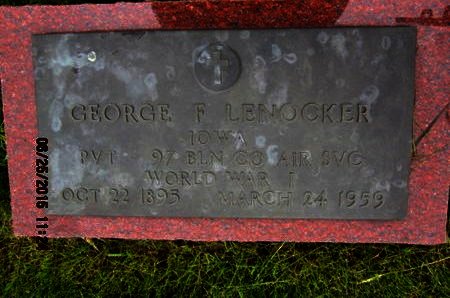 GEORGE F LENOCKER
IOWA
PVT 97 BLN CO AIR SVC
WORLD WAR I
OCT 22 1895 MARCH 24 1959